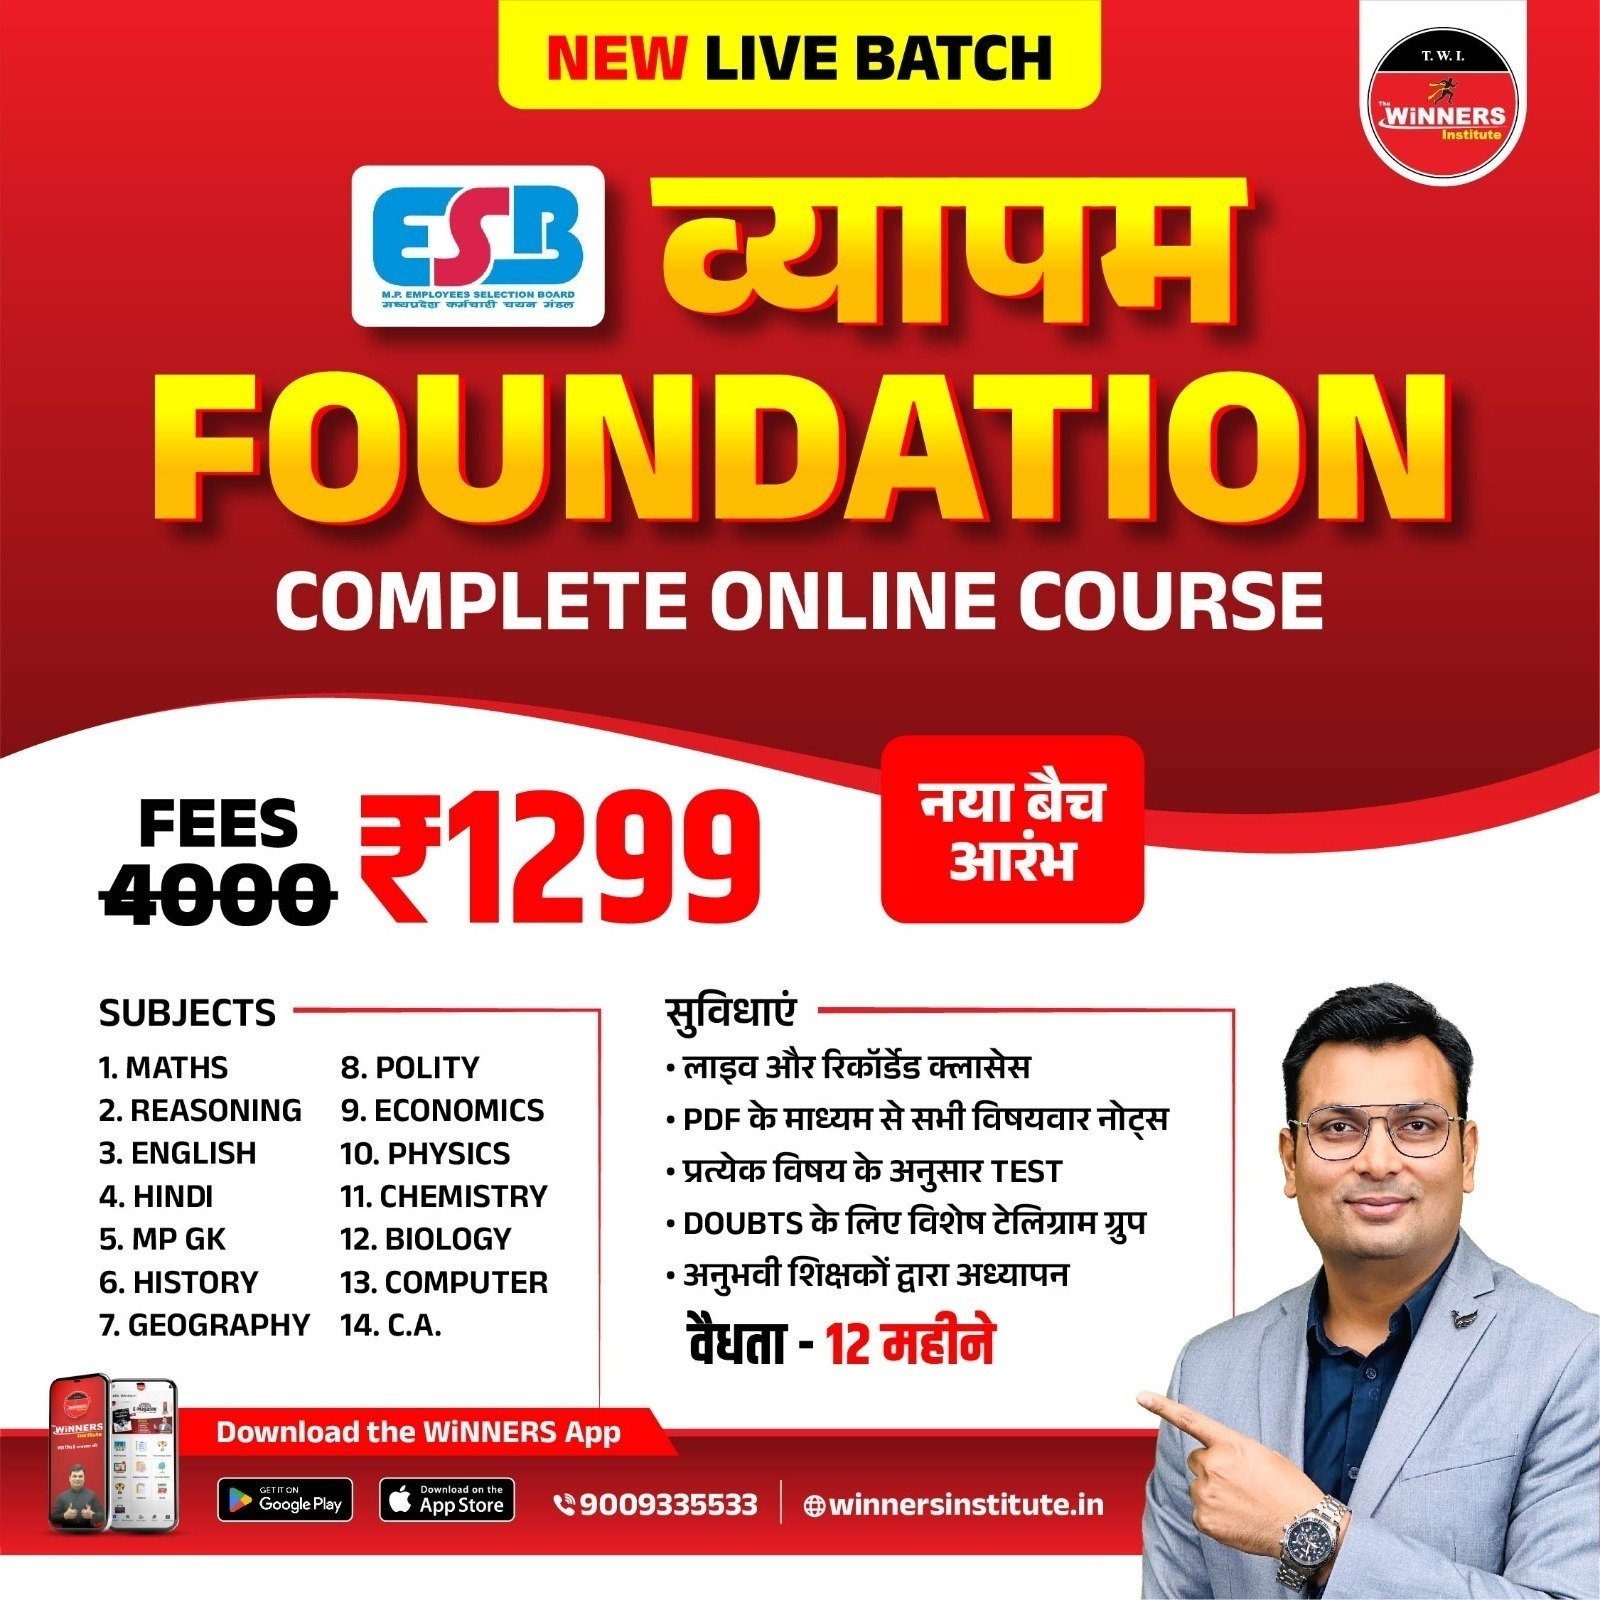 NEW LIVE BATCH
T. W. I.
The
WiNNERS
Institute
ESB
M.P. EMPLOYEES SELECTION BOARD
मध्यप्रदेश कर्मचारी चयन मंडल
व्यापम
FOUNDATION
COMPLETE ONLINE COURSE
FEES
4000
₹1299
नया बैच
आरंभ
SUBJECTS
1. MATHS
2. REASONING
3. ENGLISH
4. HINDI
5. MP GK
6. HISTORY
7. GEOGRAPHY
8. POLITY
9. ECONOMICS
10. PHYSICS
11. CHEMISTRY
12. BIOLOGY
13. COMPUTER
14. C.A.
सुविधाएं
• लाइव और रिकॉर्डेड क्लासेस
• PDF के माध्यम से सभी विषयवार नोट्स
• प्रत्येक विषय के अनुसार TEST
• DOUBTS के लिए विशेष टेलिग्राम ग्रुप
• अनुभवी शिक्षकों द्वारा अध्यापन
वैधता - 12 महीने
WiNNERS
Institute
Download the WiNNERS App
GET IT ON
Google Play
Download on the
App Store
9009335533
winnersinstitute.in